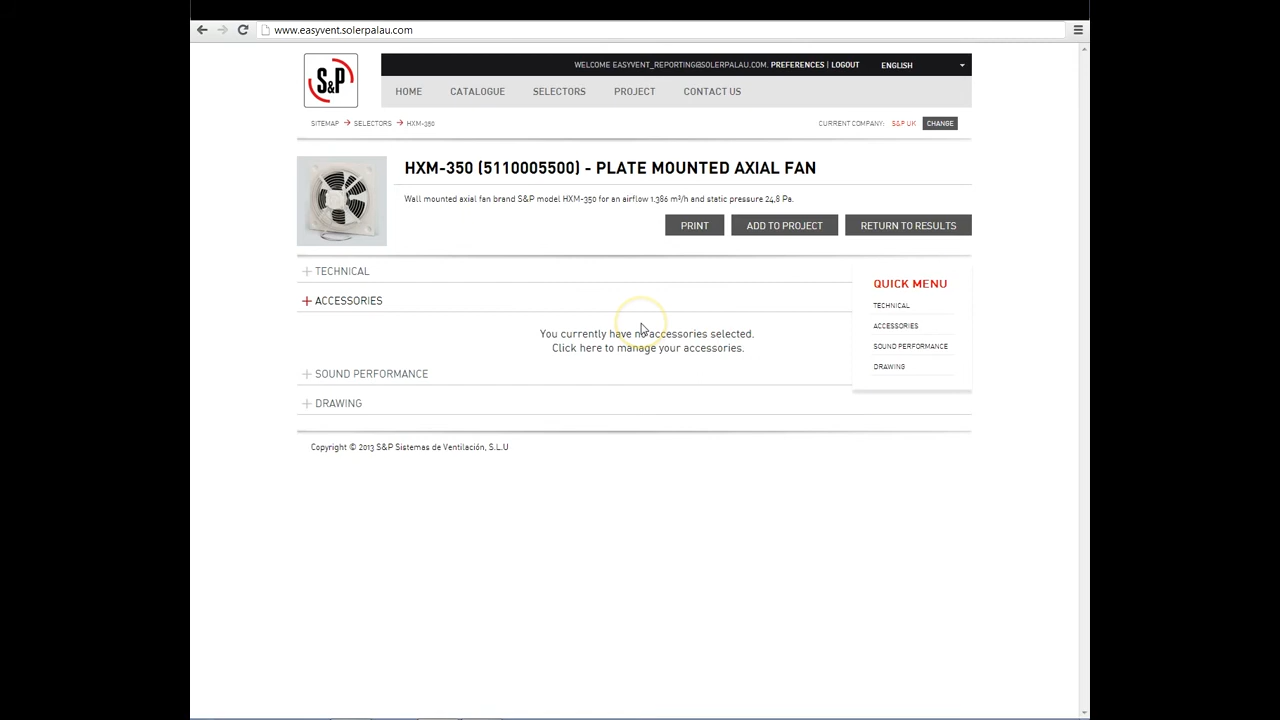 www.easyvent.solerpalau.com
S&P
WELCOME EASYVENT_REPORTING@SOLERPALAU.COM. PREFERENCES | LOGOUT ENGLISH
HOME CATALOGUE SELECTORS PROJECT CONTACT US
SITEMAP SELECTORS HXM-350 CURRENT COMPANY: S&P UK CHANGE
HXM-350 (5110005500) - PLATE MOUNTED AXIAL FAN
Wall mounted axial fan brand S&P model HXM-350 for an airflow 1.386 m³/h and static pressure 24,8 Pa.
PRINT ADD TO PROJECT RETURN TO RESULTS
TECHNICAL
ACCESSORIES
You currently have no accessories selected.
Click here to manage your accessories.
SOUND PERFORMANCE
DRAWING
QUICK MENU
TECHNICAL
ACCESSORIES
SOUND PERFORMANCE
DRAWING
Copyright © 2013 S&P Sistemas de Ventilación, S.L.U